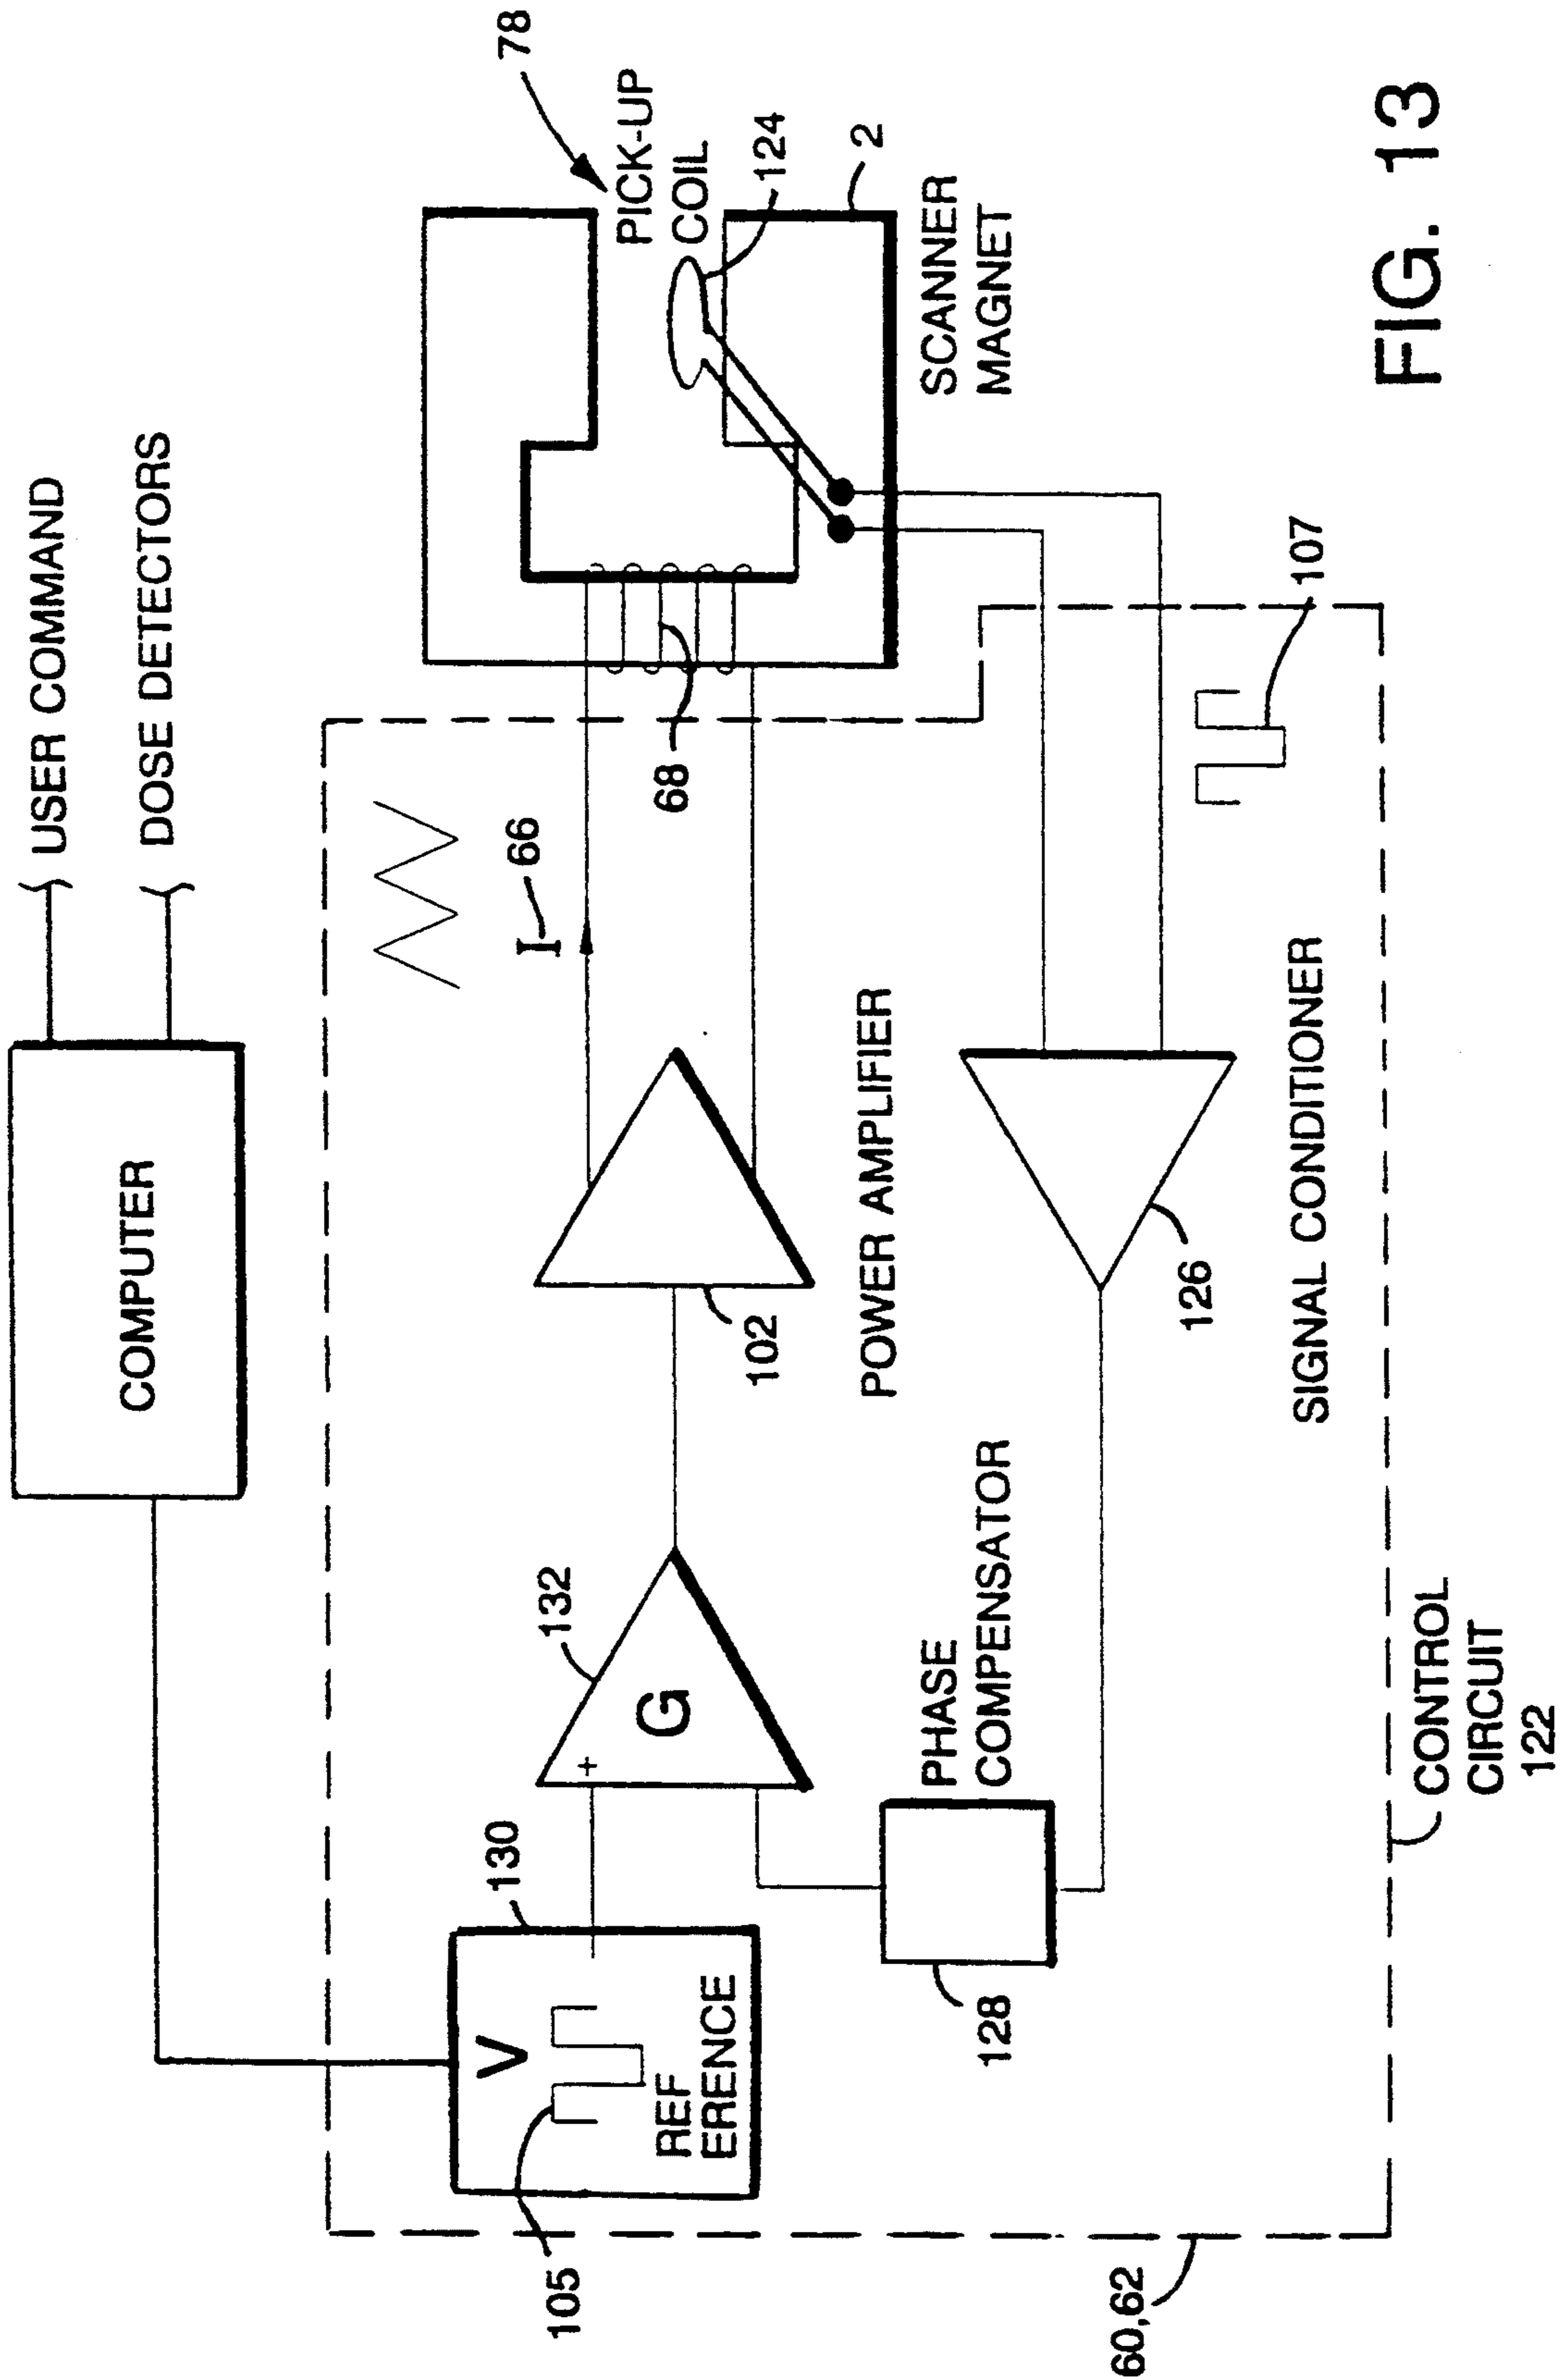 USER COMMAND
DOSE DETECTORS
COMPUTER
78
PICK-UP
COIL
124
2
SCANNER
MAGNET
I
66
68
107
102
POWER AMPLIFIER
132
G
+
130
V
REF
ERENCE
105
PHASE
COMPENSATOR
128
126
SIGNAL CONDITIONER
60,62
CONTROL
CIRCUIT
122
FIG. 13